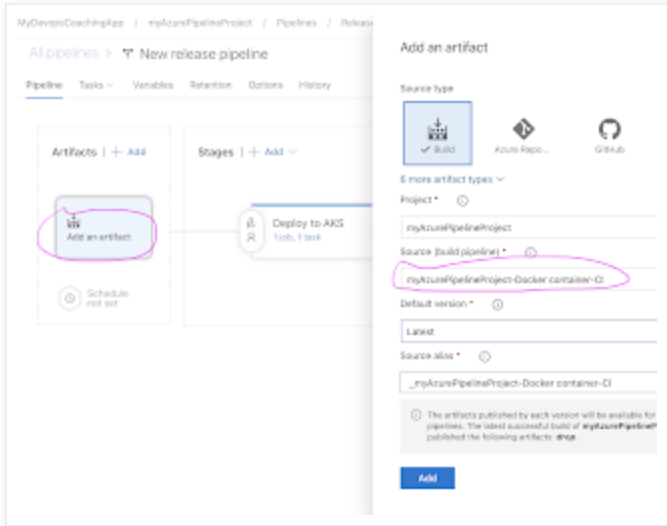 MyDevopsCoachingApp / myAzurePipelineProject / Pipelines / Release
All pipelines > New release pipeline
Pipeline Tasks Variables Retention Options History
Artifacts | + Add
Stages | + Add
Add an artifact
Deploy to AKS
1 job, 1 task
Schedule
not set
Add an artifact
Source type
Build
Azure Repo...
GitHub
6 more artifact types
Project *
myAzurePipelineProject
Source (build pipeline) *
myAzurePipelineProject-Docker container-CI
Default version *
Latest
Source alias *
_myAzurePipelineProject-Docker container-CI
The artifacts published by each version will be available for
pipelines. The latest successful build of myAzurePipelineP
published the following artifacts: drop.
Add